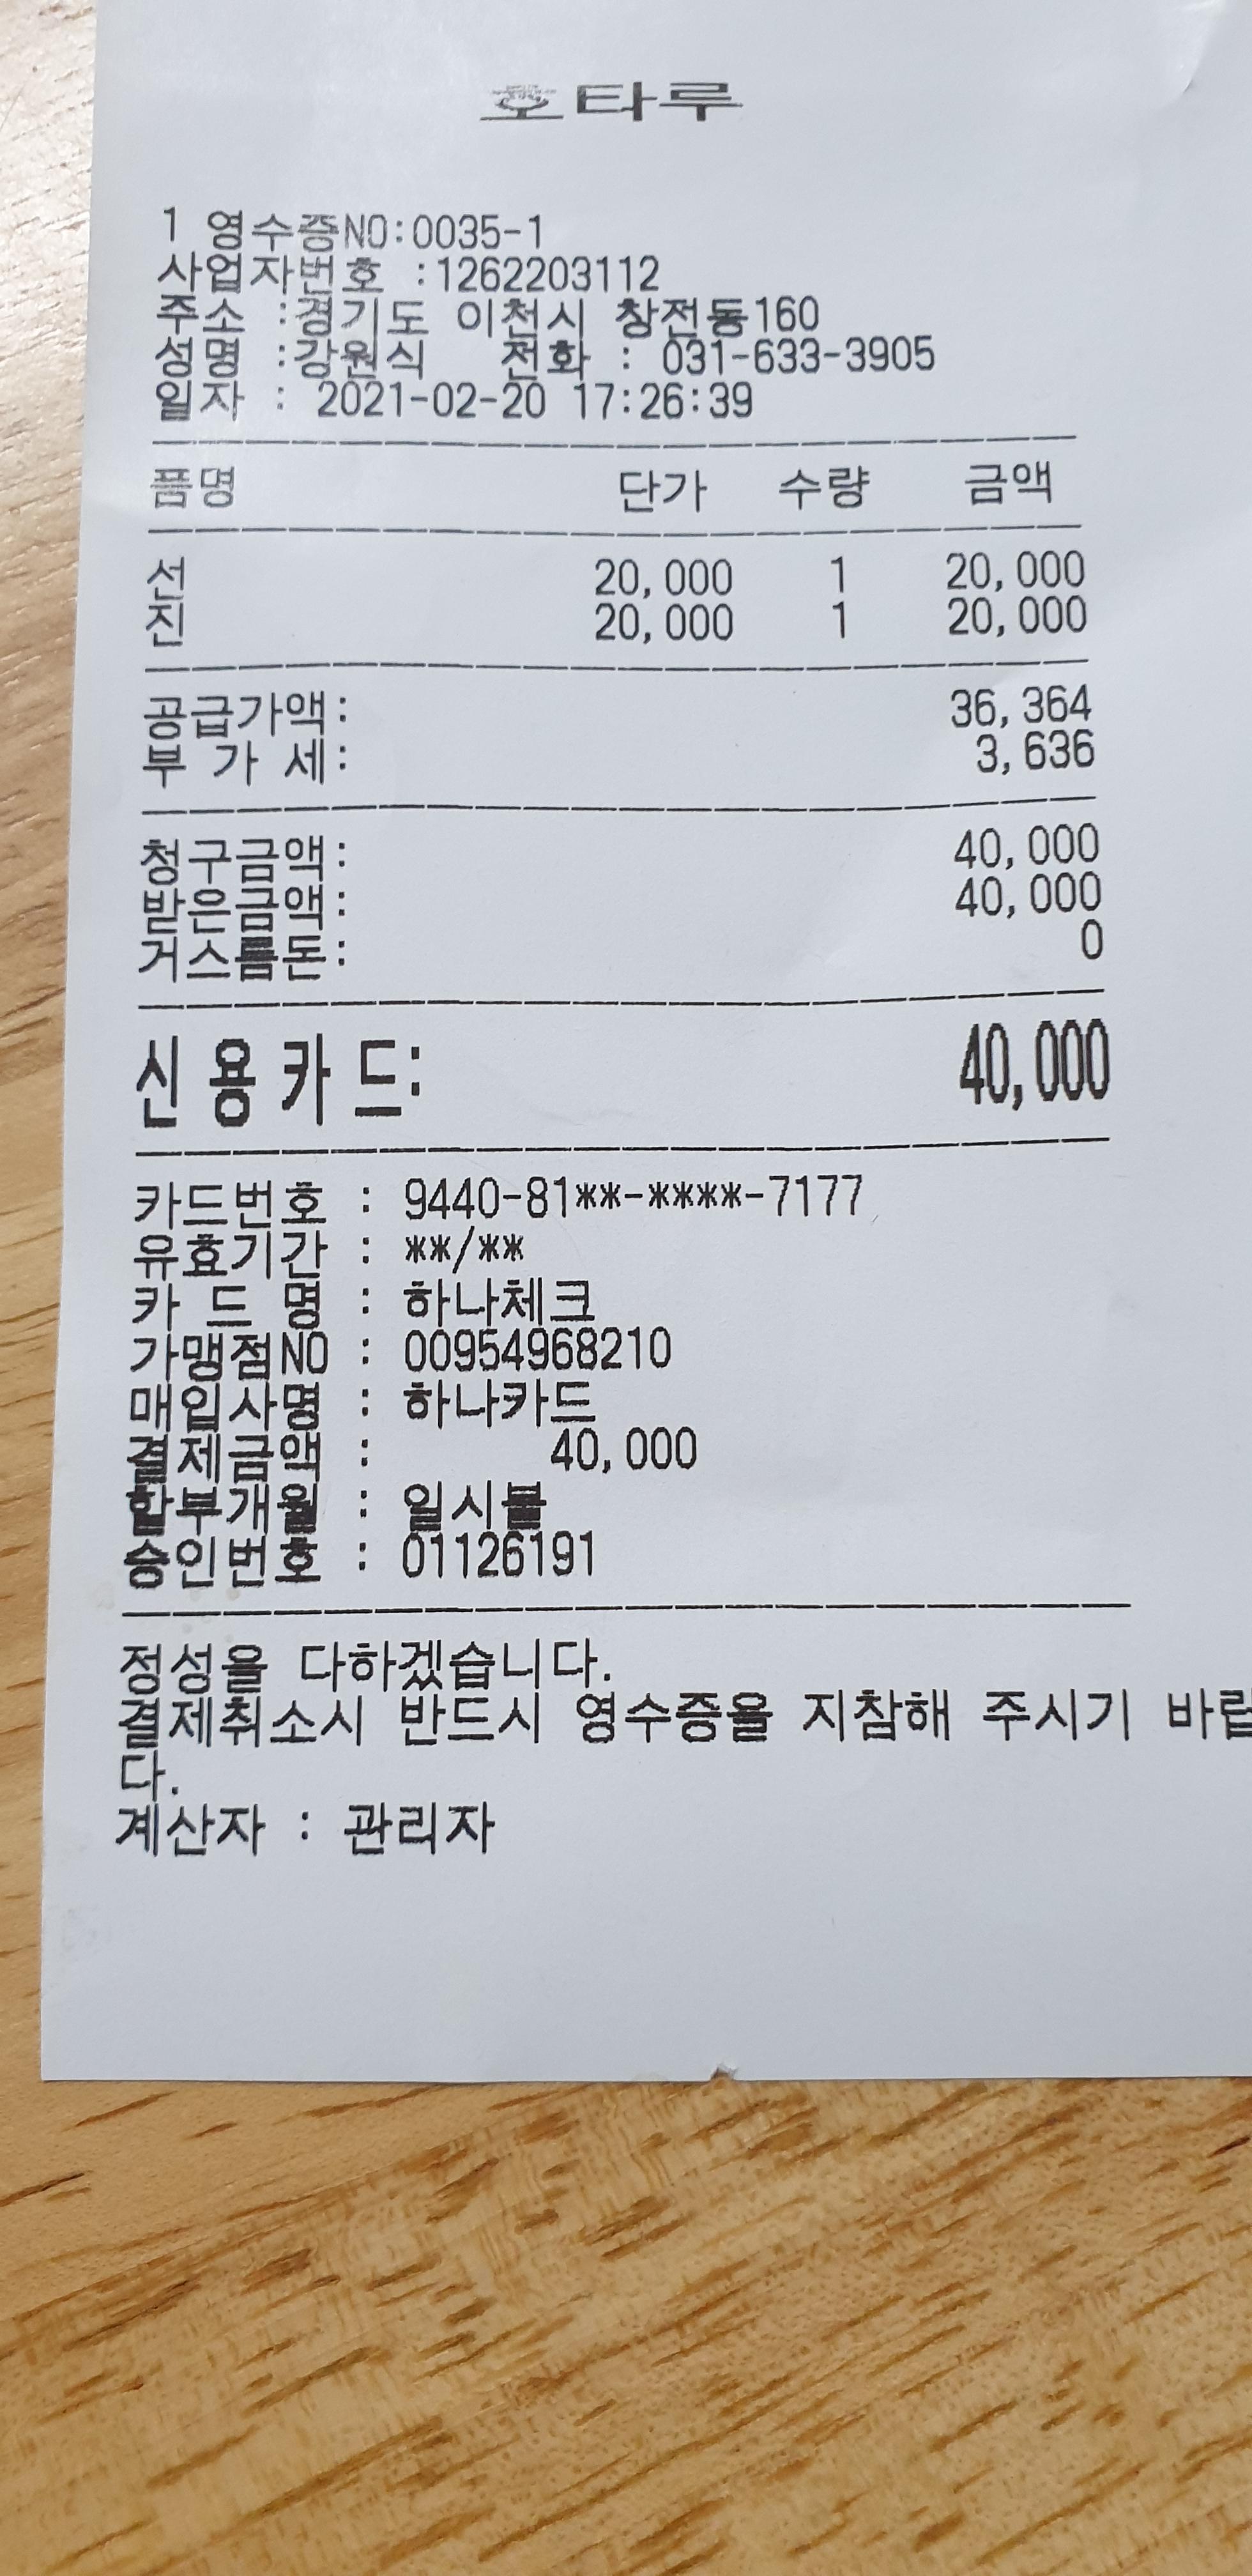 호타루
1 영수증NO:0035-1
사업자번호 :1262203112
주소 :경기도 이천시 창전동160
성명 :강원식 전화 : 031-633-3905
일자 : 2021-02-20 17:26:39
품명 단가 수량 금액
선 20,000 1 20,000
진 20,000 1 20,000
공급가액: 36,364
부 가 세: 3,636
청구금액: 40,000
받은금액: 40,000
거스름돈: 0
신용카드: 40,000
카드번호 : 9440-81**-****-7177
유효기간 : **/**
카 드 명 : 하나체크
가맹점NO : 00954968210
매입사명 : 하나카드
결제금액 : 40,000
할부개월 : 일시불
승인번호 : 01126191
정성을 다하겠습니다.
결제취소시 반드시 영수증을 지참해 주시기 바랍
다.
계산자 : 관리자